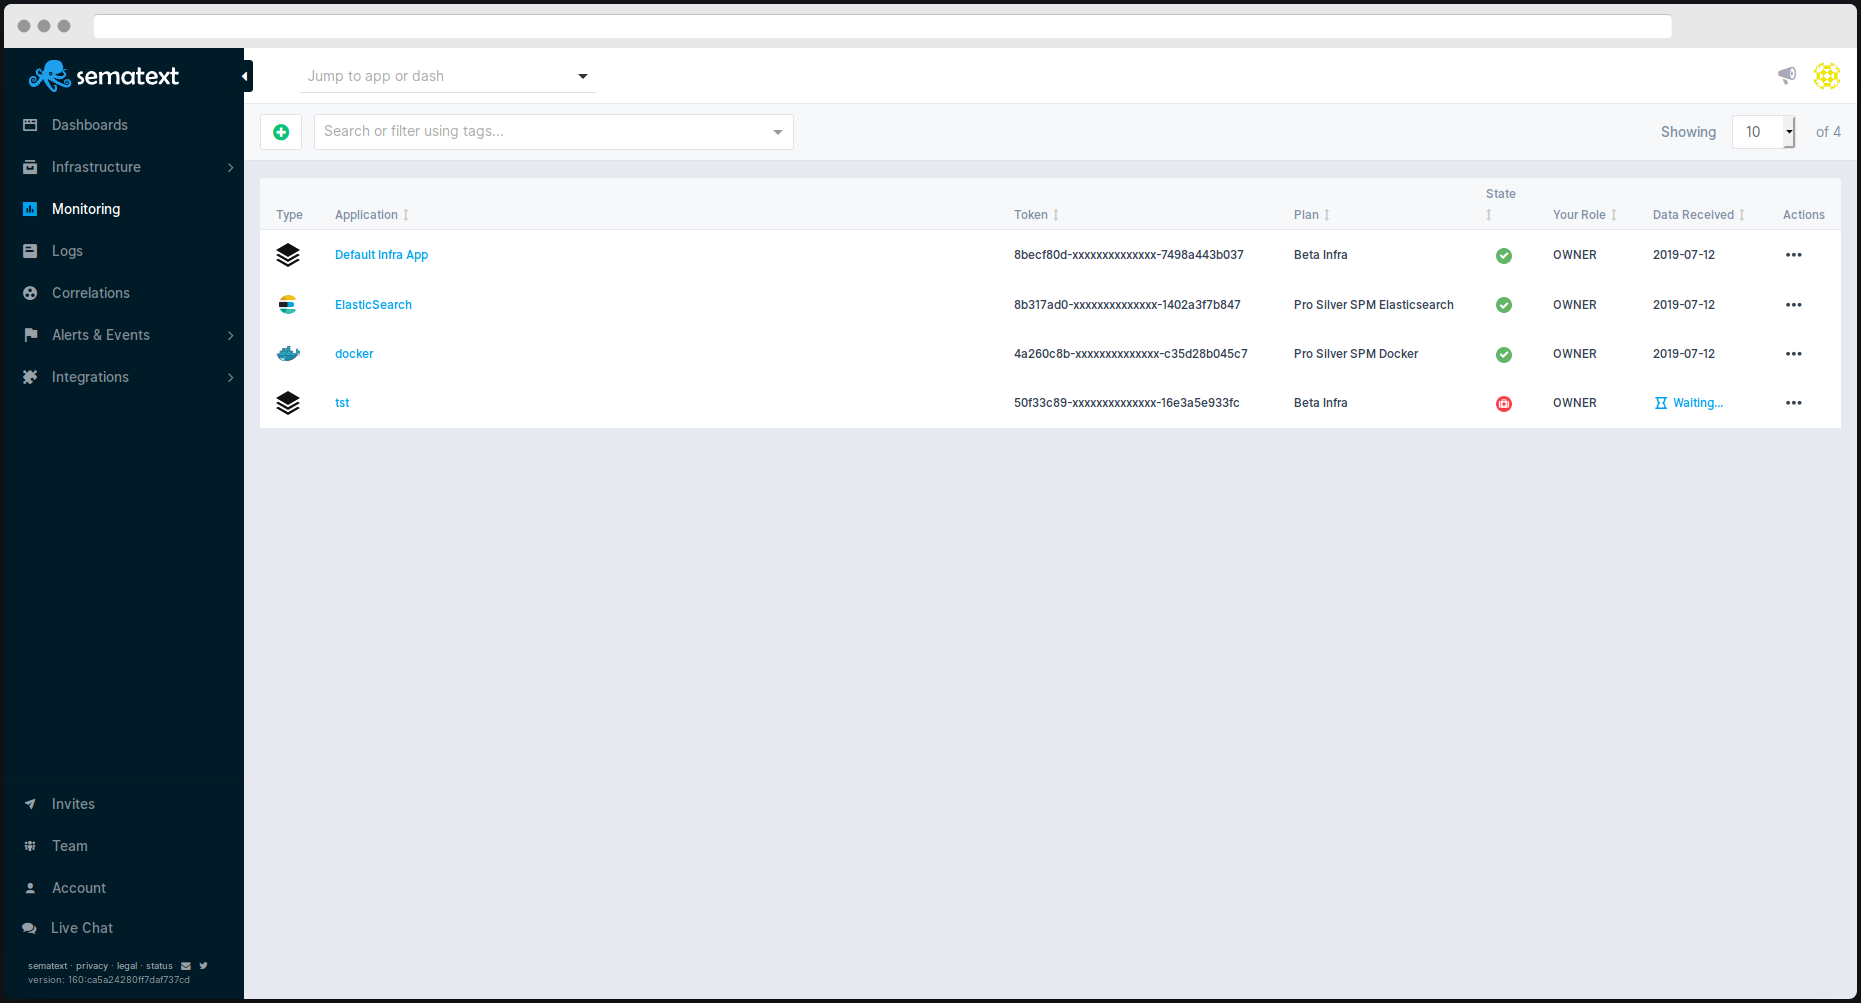 sematext
Jump to app or dash
Dashboards
Infrastructure
Monitoring
Logs
Correlations
Alerts & Events
Integrations
Search or filter using tags...
Showing 10 of 4
Type Application Token Plan State Your Role Data Received Actions
Default Infra App 8becf80d-xxxxxxxxxxxxxx-7498a443b037 Beta Infra OWNER 2019-07-12
ElasticSearch 8b317ad0-xxxxxxxxxxxxxx-1402a3f7b847 Pro Silver SPM Elasticsearch OWNER 2019-07-12
docker 4a260c8b-xxxxxxxxxxxxxx-c35d28b045c7 Pro Silver SPM Docker OWNER 2019-07-12
tst 50f33c89-xxxxxxxxxxxxxx-16e3a5e933fc Beta Infra OWNER Waiting...
Invites
Team
Account
Live Chat
sematext · privacy · legal · status
version: 160:ca5a24280ff7daf737cd